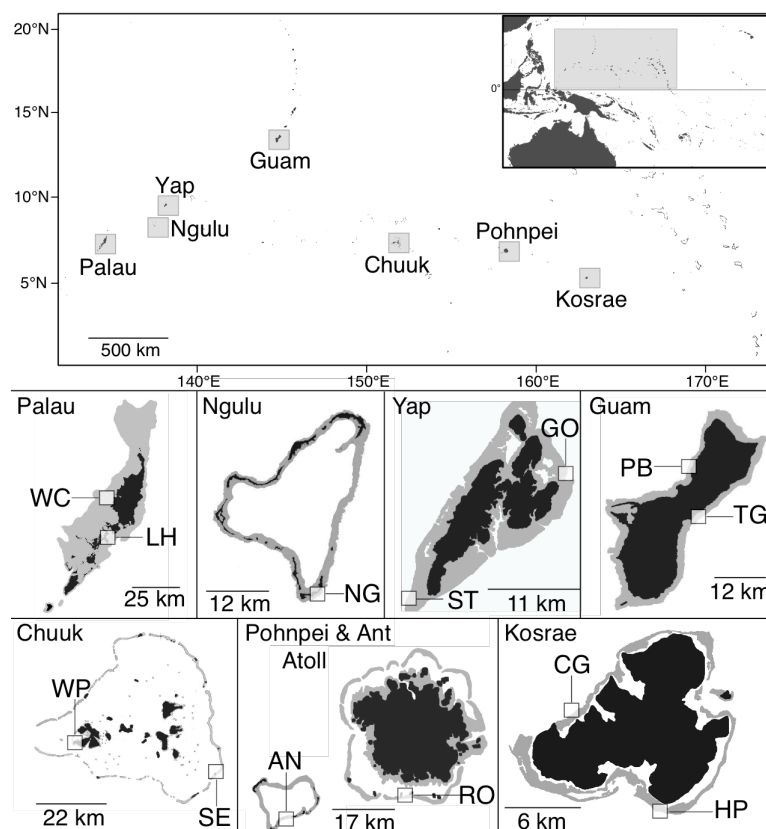 20°N
0°
15°N
Guam
10°N
Yap
Ngulu
Palau
Chuuk
Pohnpei
Kosrae
5°N
500 km
140°E
150°E
160°E
170°E
Palau
WC
LH
25 km
Ngulu
NG
12 km
Yap
GO
ST
11 km
Guam
PB
TG
12 km
Chuuk
WP
SE
22 km
Pohnpei & Ant
Atoll
AN
RO
17 km
Kosrae
CG
HP
6 km